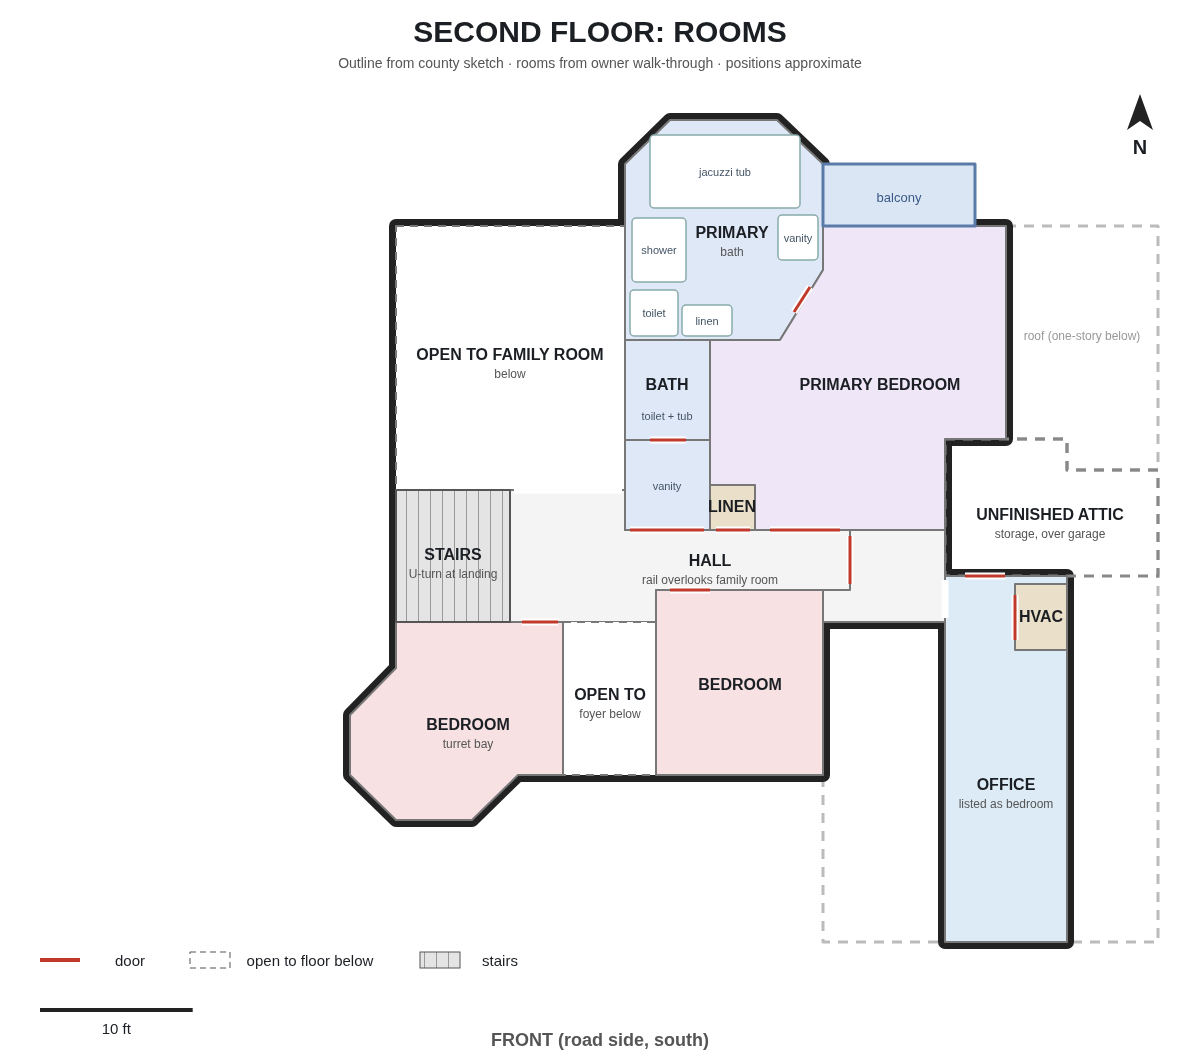 SECOND FLOOR: ROOMS
Outline from county sketch · rooms from owner walk-through · positions approximate
N
jacuzzi tub
balcony
shower
PRIMARY
bath
vanity
toilet
linen
roof (one-story below)
OPEN TO FAMILY ROOM
below
BATH
toilet + tub
PRIMARY BEDROOM
vanity
LINEN
UNFINISHED ATTIC
storage, over garage
STAIRS
U-turn at landing
HALL
rail overlooks family room
HVAC
BEDROOM
turret bay
OPEN TO
foyer below
BEDROOM
OFFICE
listed as bedroom
door
open to floor below
stairs
10 ft
FRONT (road side, south)